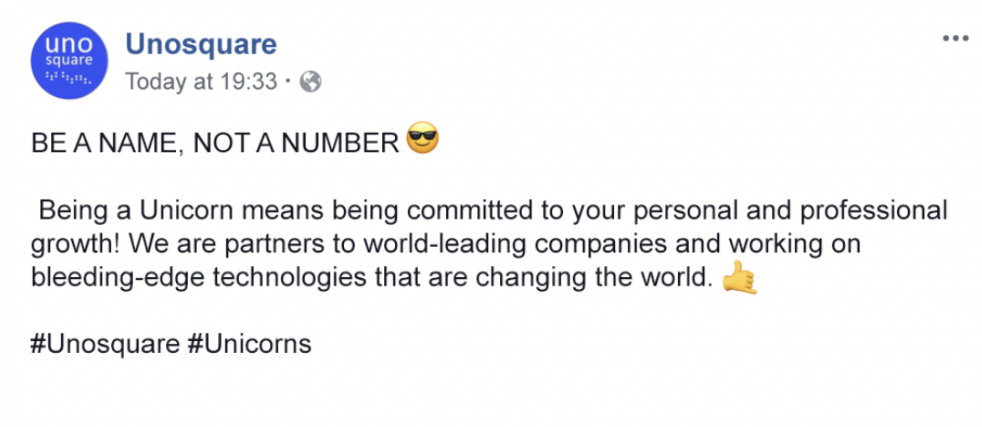 uno
square
Unosquare
Today at 19:33 ·
BE A NAME, NOT A NUMBER 😎
Being a Unicorn means being committed to your personal and professional
growth! We are partners to world-leading companies and working on
bleeding-edge technologies that are changing the world. 🤙
#Unosquare #Unicorns